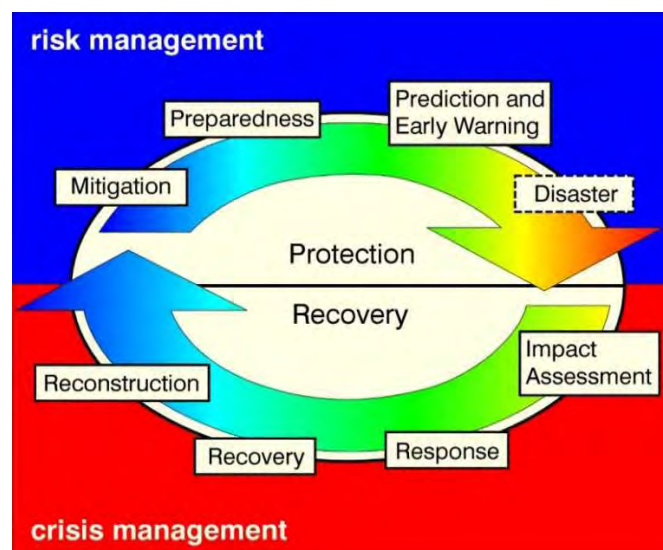 risk management
Preparedness
Prediction and
Early Warning
Mitigation
Disaster
Protection
Recovery
Impact
Assessment
Reconstruction
Recovery
Response
crisis management